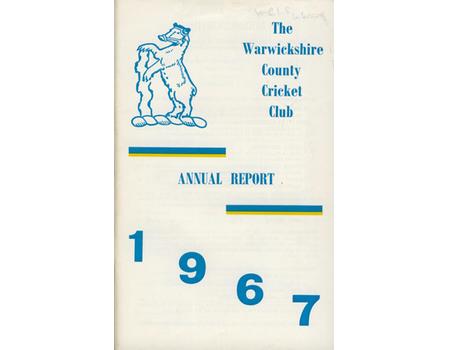 The
Warwickshire
County
Cricket
Club
ANNUAL REPORT
1 9 6 7